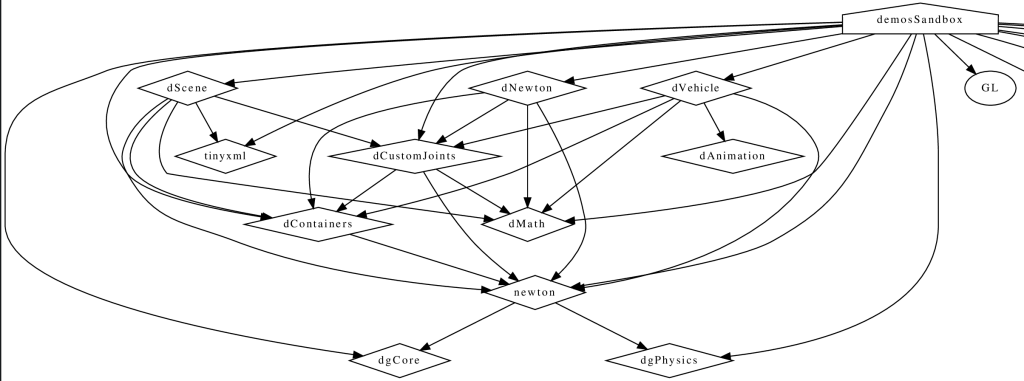 demosSandbox
dScene
dNewton
dVehicle
GL
tinyxml
dCustomJoints
dAnimation
dContainers
dMath
newton
dgCore
dgPhysics